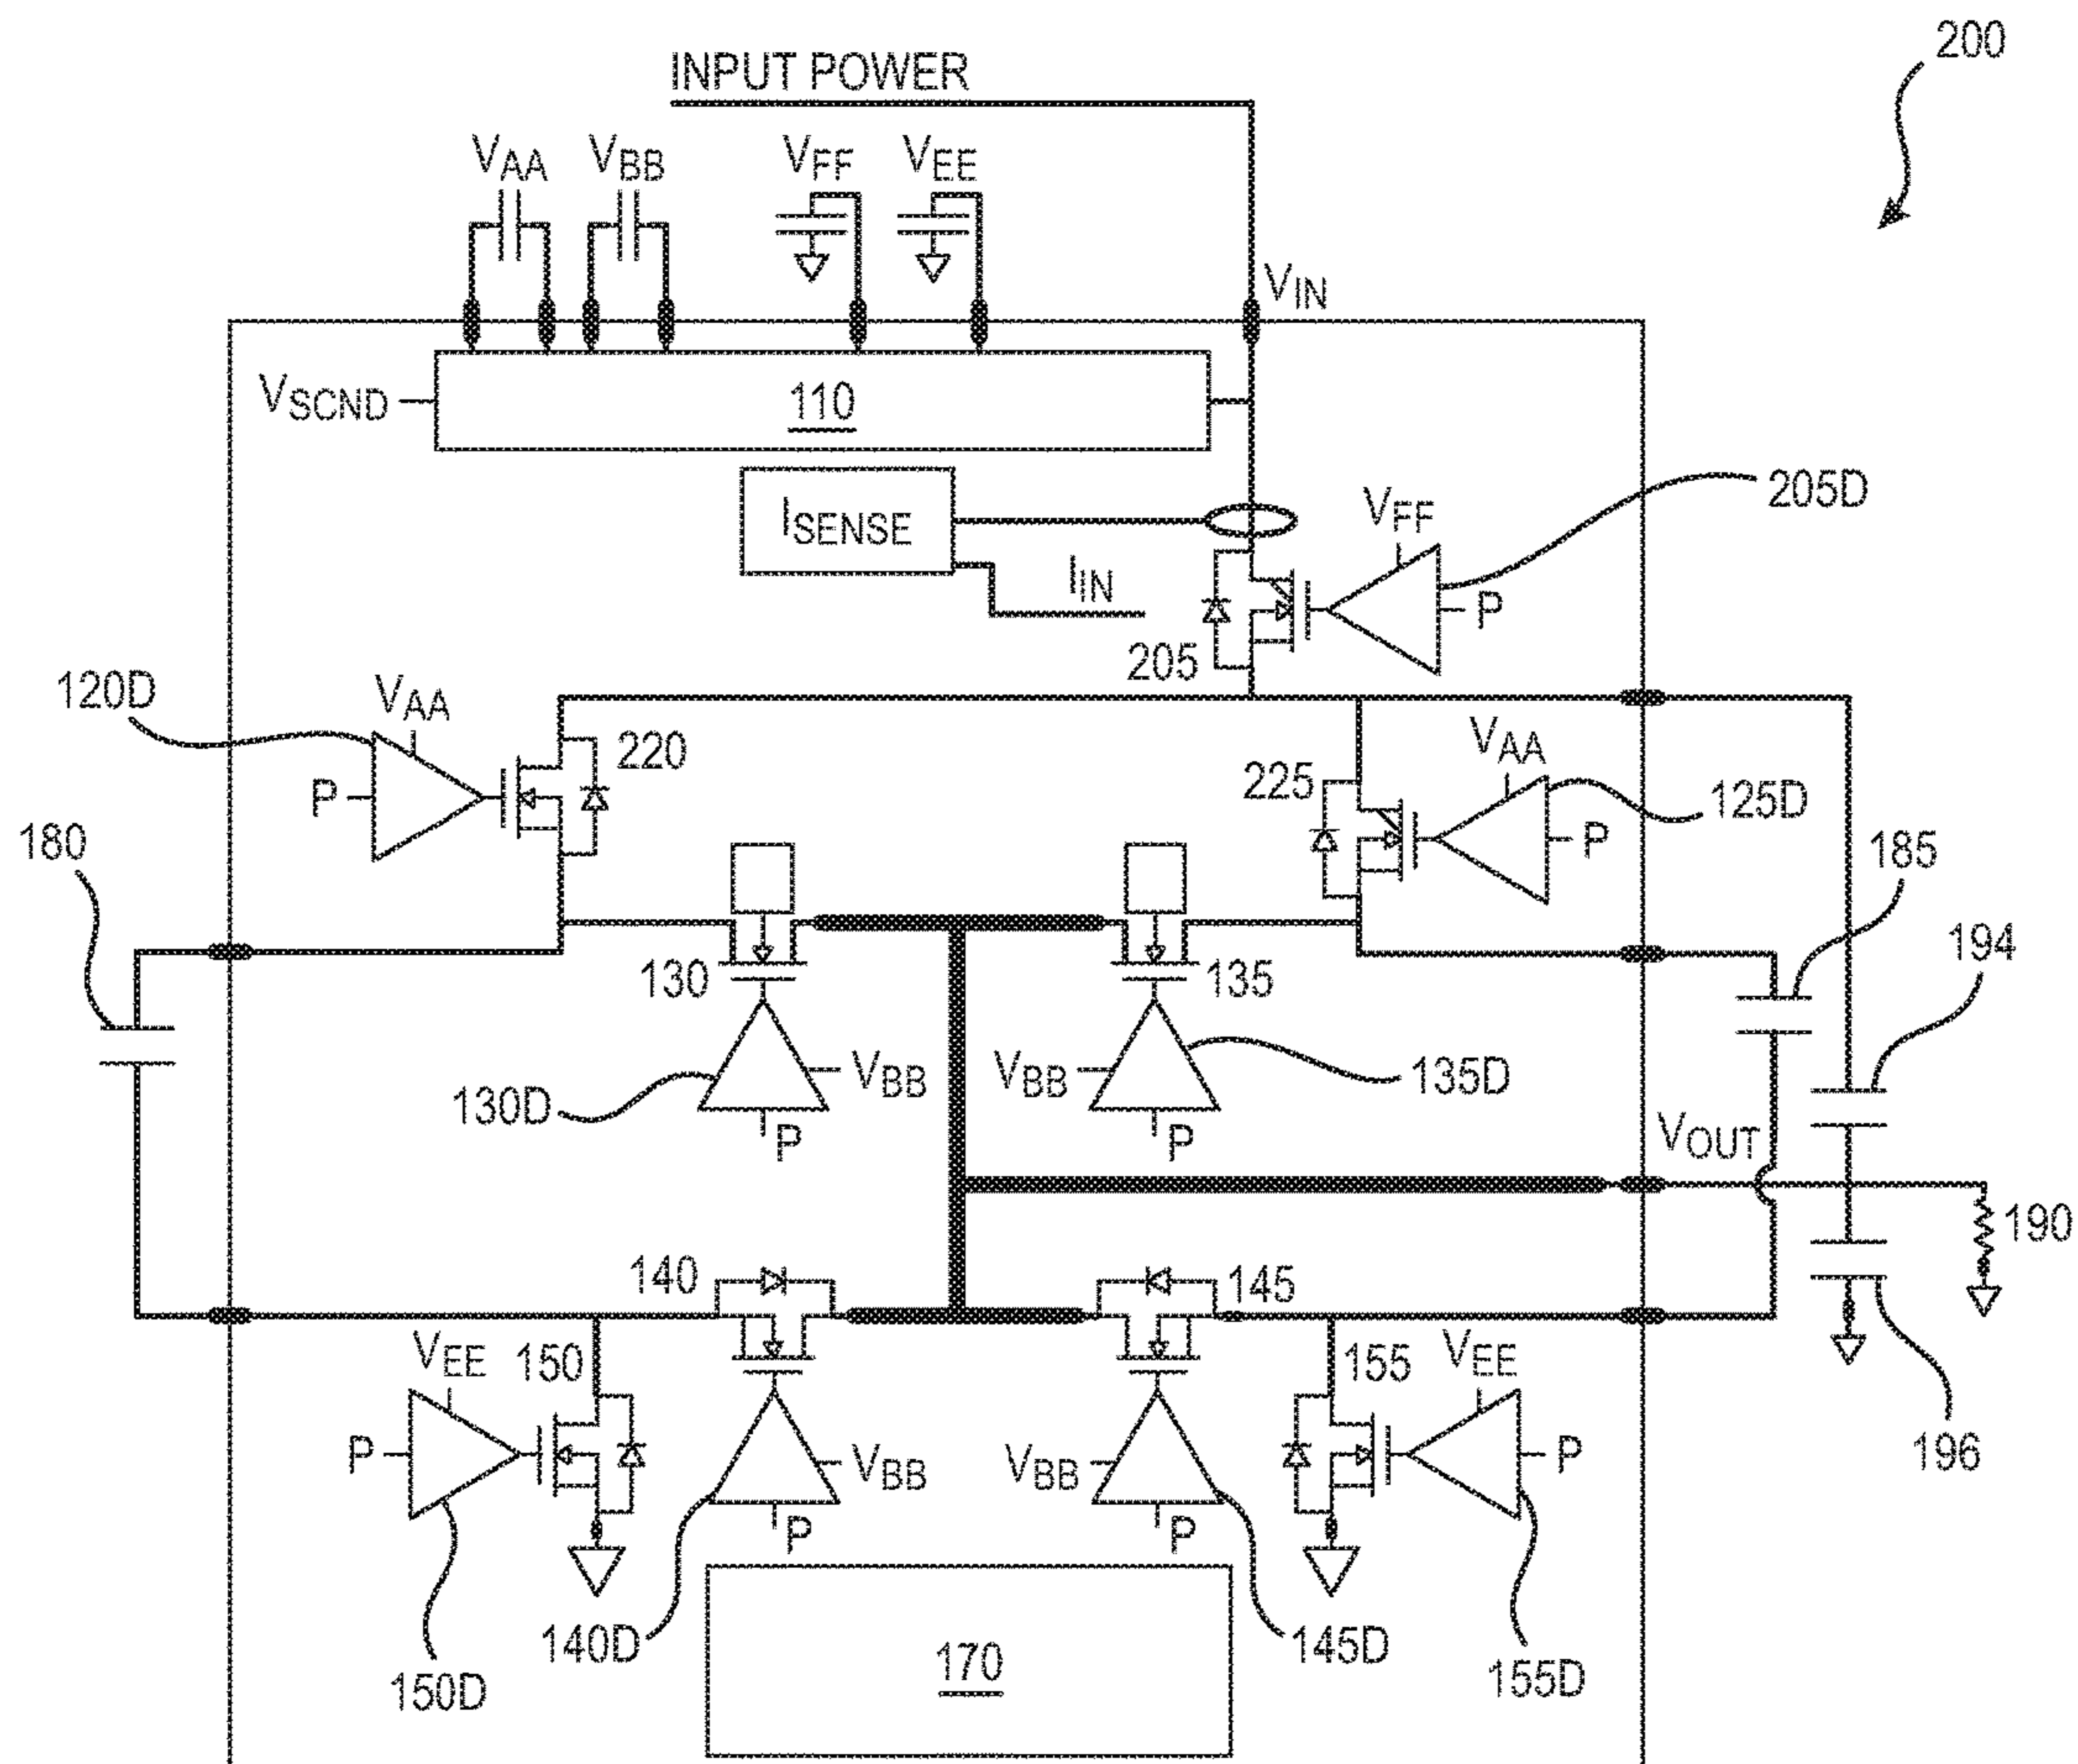 200
INPUT POWER
VAA
VBB
VFF
VEE
VIN
VSCND
110
ISENSE
IIN
VFF
205D
P
205
120D
VAA
P
220
225
VAA
125D
P
180
185
194
130
135
130D
VBB
P
VBB
135D
P
VOUT
190
140
145
VEE
150
155
VEE
P
VBB
VBB
P
196
P
P
150D
140D
170
145D
155D